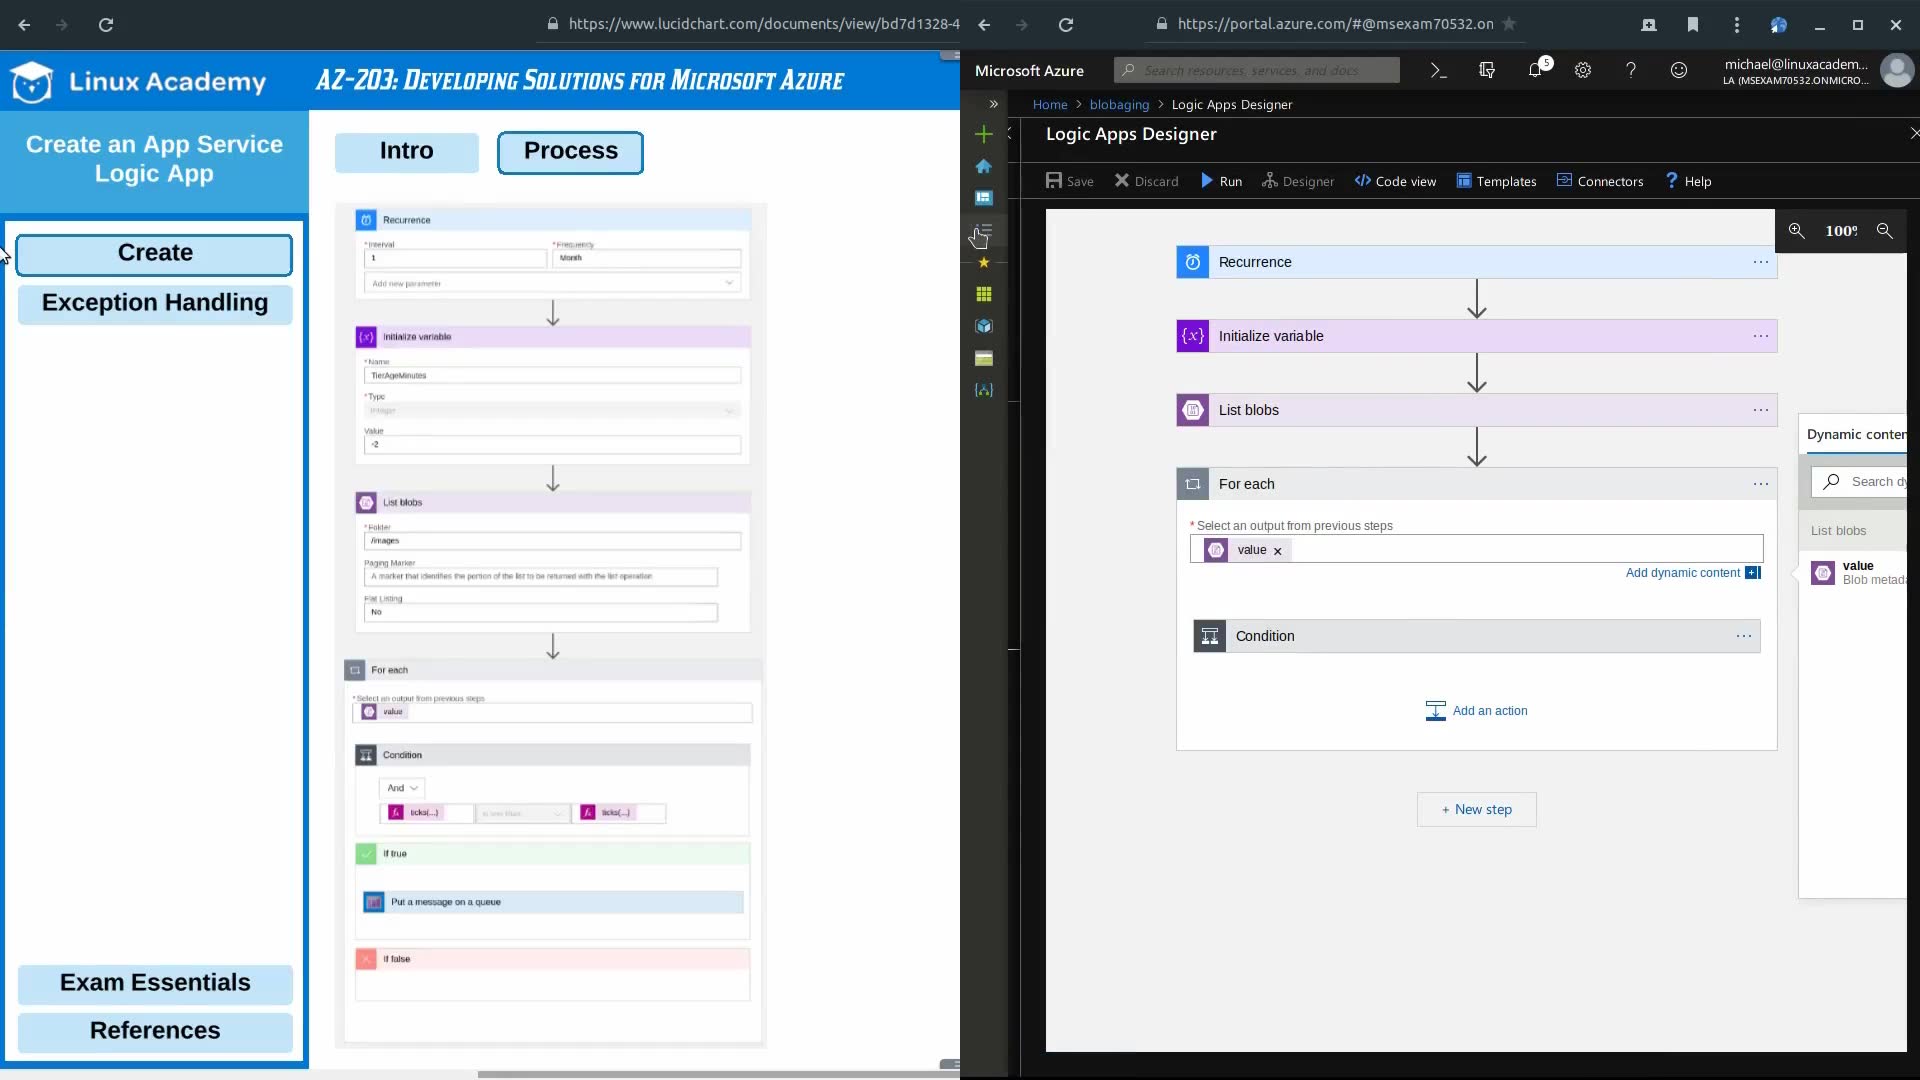 https://www.lucidchart.com/documents/view/bd7d1328-4
Linux Academy
AZ-203: Developing Solutions for Microsoft Azure
Create an App Service
Logic App
Create
Exception Handling
Exam Essentials
References
Intro
Process
Recurrence
*Interval
*Frequency
1
Month
Add new parameter
{x}
Initialize variable
*Name
TierAgeMinutes
*Type
Integer
Value
-2
List blobs
*Folder
/images
Paging Marker
A marker that identifies the portion of the list to be returned with the list operation
Flat Listing
No
For each
*Select an output from previous steps
value
Condition
And
ticks(...)
is less than
ticks(...)
If true
Put a message on a queue
If false
https://portal.azure.com/#@msexam70532.on
Microsoft Azure
Search resources, services, and docs
5
michael@linuxacadem...
LA (MSEXAM70532.ONMICRO...
Home > blobaging > Logic Apps Designer
Logic Apps Designer
Save
Discard
Run
Designer
Code view
Templates
Connectors
? Help
100%
Recurrence
{x}
Initialize variable
List blobs
For each
* Select an output from previous steps
value ×
Add dynamic content
Condition
Add an action
+ New step
Dynamic conten
Search dy
List blobs
value
Blob metada